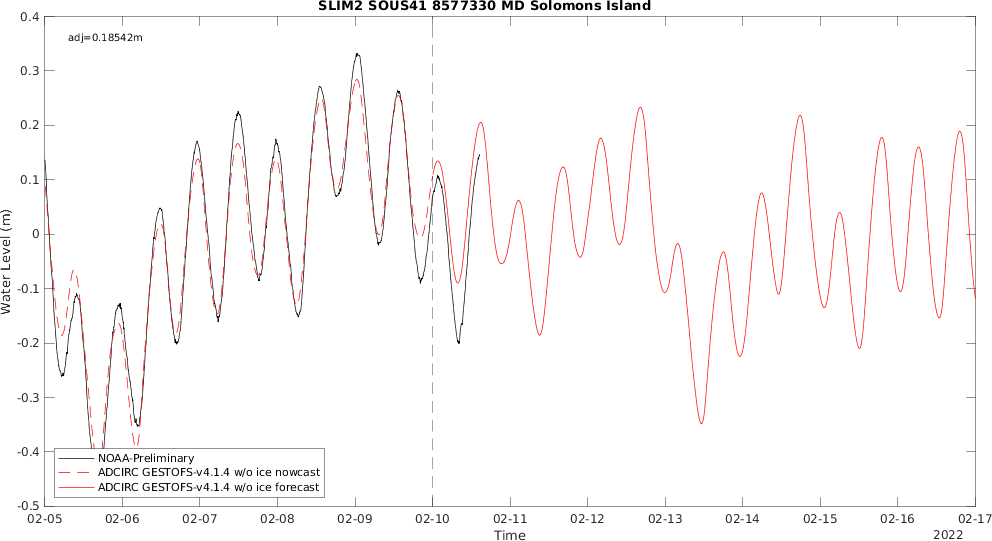 SLIM2 SOUS41 8577330 MD Solomons Island
adj=0.18542m
Water Level (m)
0.4
0.3
0.2
0.1
0
-0.1
-0.2
-0.3
-0.4
-0.5
NOAA-Preliminary
ADCIRC GESTOFS-v4.1.4 w/o ice nowcast
ADCIRC GESTOFS-v4.1.4 w/o ice forecast
02-05 02-06 02-07 02-08 02-09 02-10 02-11 02-12 02-13 02-14 02-15 02-16 02-17
Time
2022